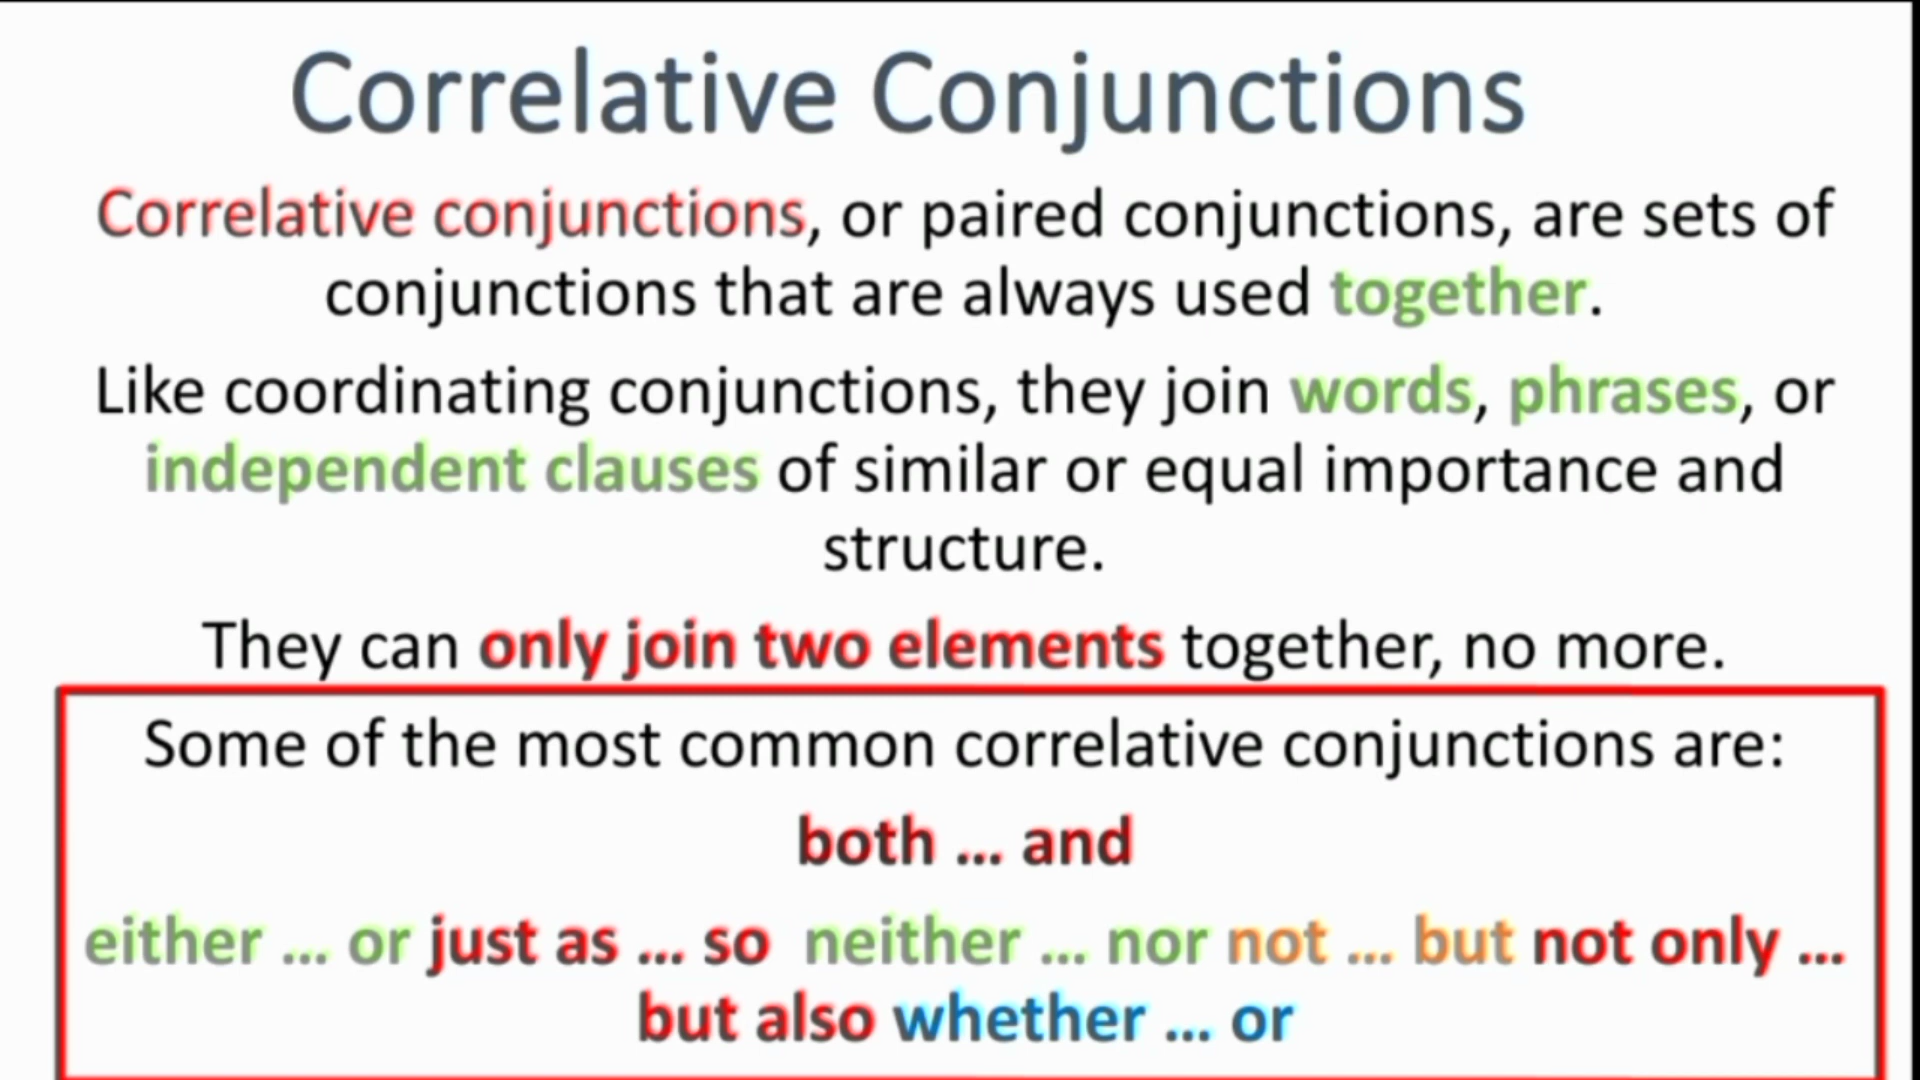 Correlative Conjunctions
Correlative conjunctions, or paired conjunctions, are sets of
conjunctions that are always used together.
Like coordinating conjunctions, they join words, phrases, or
independent clauses of similar or equal importance and
structure.
They can only join two elements together, no more.
Some of the most common correlative conjunctions are:
both ... and
either ... or just as ... so neither ... nor not ... but not only ...
but also whether ... or